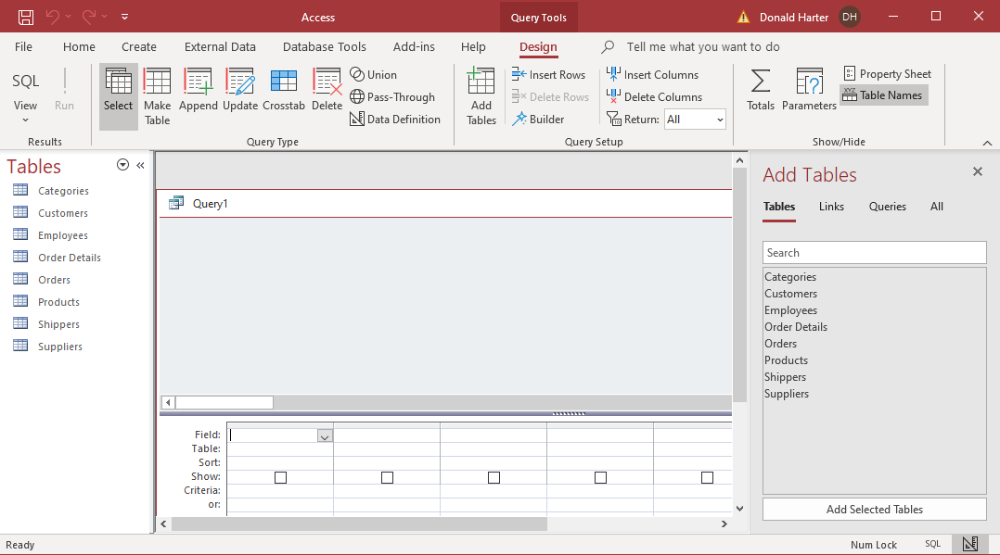 Access
Query Tools
Donald Harter
DH
File
Home
Create
External Data
Database Tools
Add-ins
Help
Design
Tell me what you want to do
SQL
View
Run
Results
Select
Make
Table
Append
Update
Crosstab
Delete
Union
Pass-Through
Data Definition
Query Type
Add
Tables
Insert Rows
Delete Rows
Builder
Insert Columns
Delete Columns
Return:
All
Query Setup
Totals
Parameters
Property Sheet
XYZ
Table Names
Show/Hide
Tables
Categories
Customers
Employees
Order Details
Orders
Products
Shippers
Suppliers
Query1
Field:
Table:
Sort:
Show:
Criteria:
or:
Add Tables
Tables
Links
Queries
All
Search
Categories
Customers
Employees
Order Details
Orders
Products
Shippers
Suppliers
Add Selected Tables
Ready
Num Lock
SQL